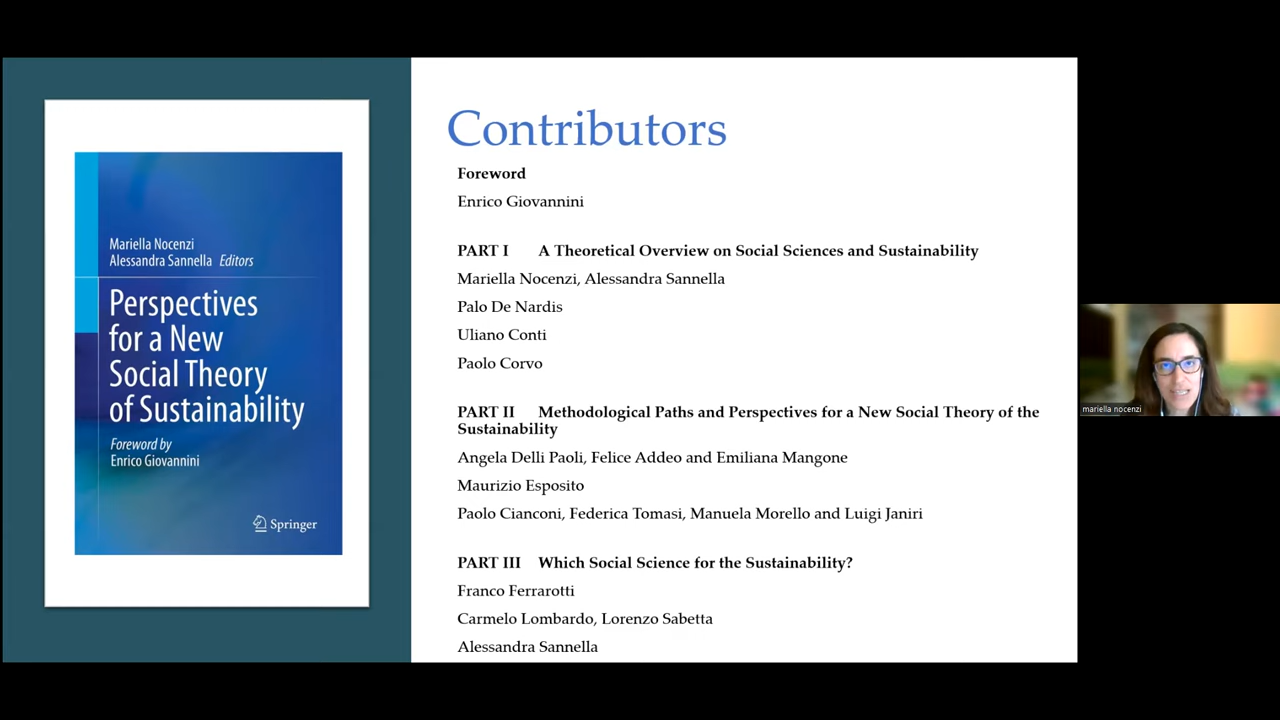 Mariella Nocenzi
Alessandra Sannella Editors
Perspectives
for a New
Social Theory
of Sustainability
Foreword by
Enrico Giovannini
Springer
Contributors
Foreword
Enrico Giovannini
PART I A Theoretical Overview on Social Sciences and Sustainability
Mariella Nocenzi, Alessandra Sannella
Palo De Nardis
Uliano Conti
Paolo Corvo
PART II Methodological Paths and Perspectives for a New Social Theory of the
Sustainability
Angela Delli Paoli, Felice Addeo and Emiliana Mangone
Maurizio Esposito
Paolo Cianconi, Federica Tomasi, Manuela Morello and Luigi Janiri
PART III Which Social Science for the Sustainability?
Franco Ferrarotti
Carmelo Lombardo, Lorenzo Sabetta
Alessandra Sannella
mariella nocenzi